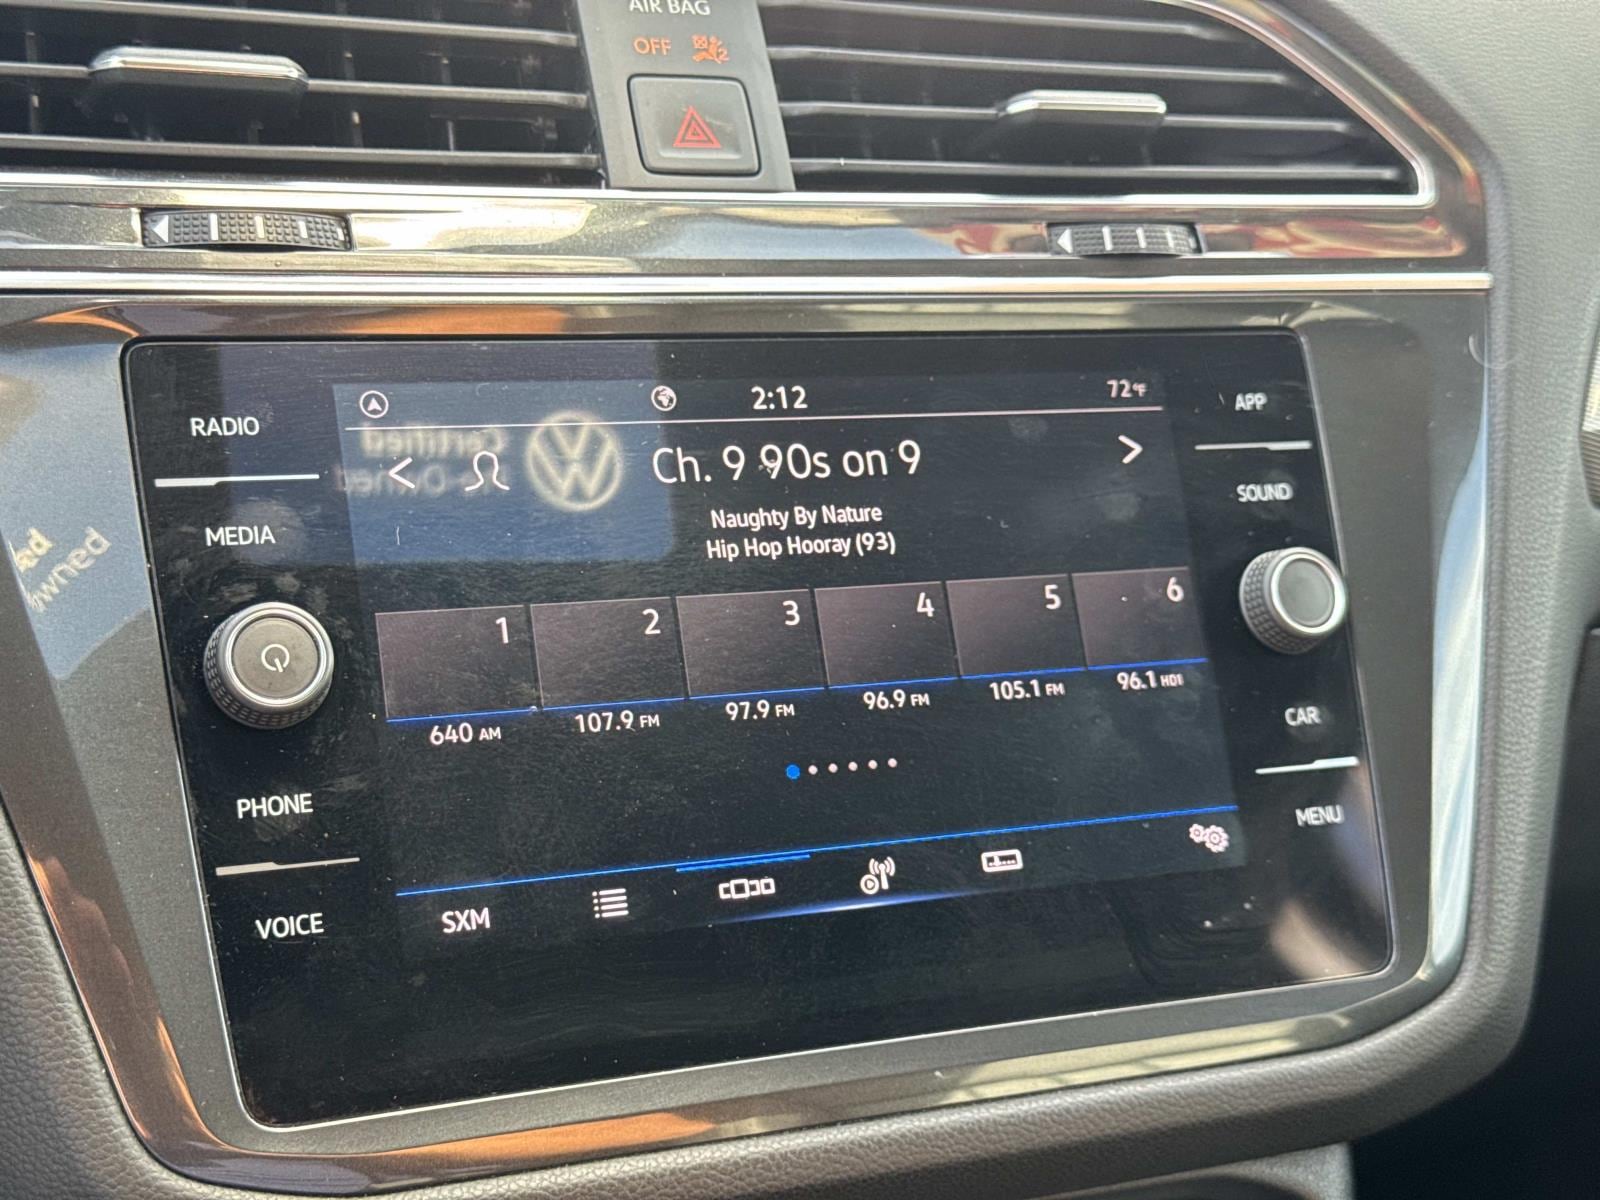 AIR BAG
OFF
2
RADIO
MEDIA
PHONE
VOICE
2:12
72°F
Certified
Ch. 9 90s on 9
Naughty By Nature
Hip Hop Hooray (93)
1
2
3
4
5
6
640 AM
107.9 FM
97.9 FM
96.9 FM
105.1 FM
96.1 HD1
SXM
APP
SOUND
CAR
MENU